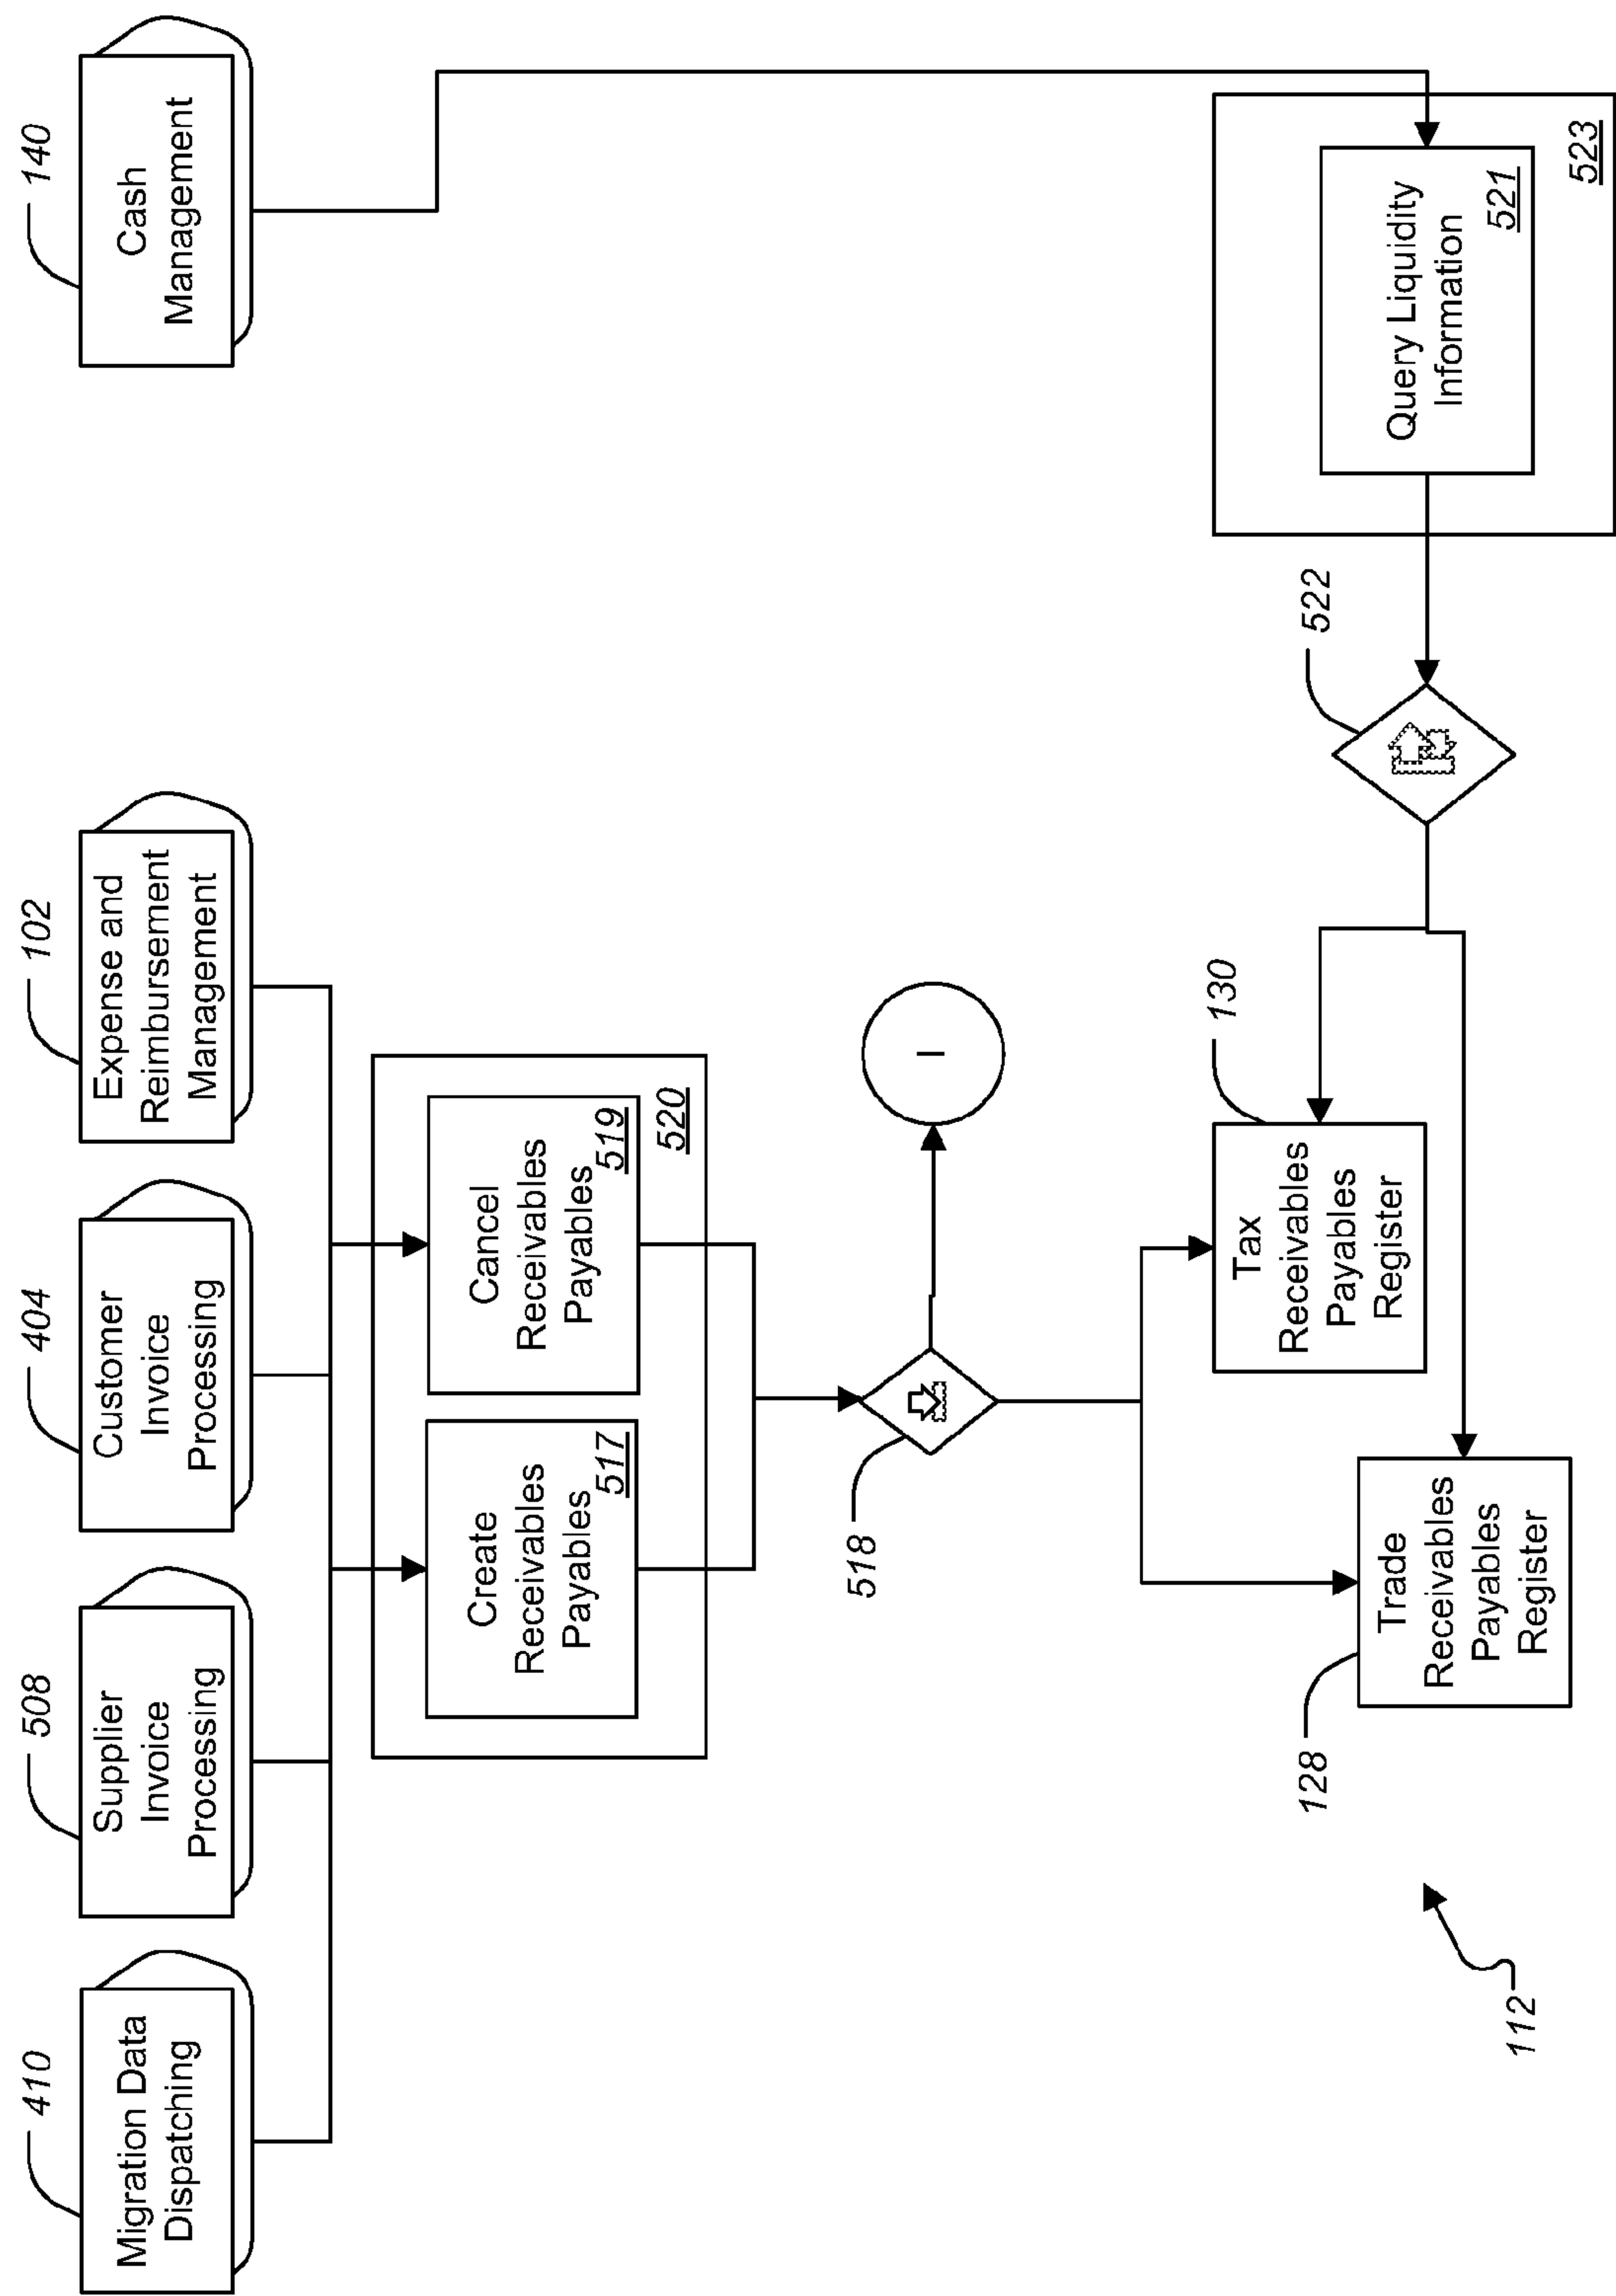 410
508
404
102
140
Migration Data
Dispatching
Supplier
Invoice
Processing
Customer
Invoice
Processing
Expense and
Reimbursement
Management
Cash
Management
Create
Receivables
Payables
517
Cancel
Receivables
Payables
519
520
518
I
128
130
522
Trade
Receivables
Payables
Register
Tax
Receivables
Payables
Register
Query Liquidity
Information
521
523
112